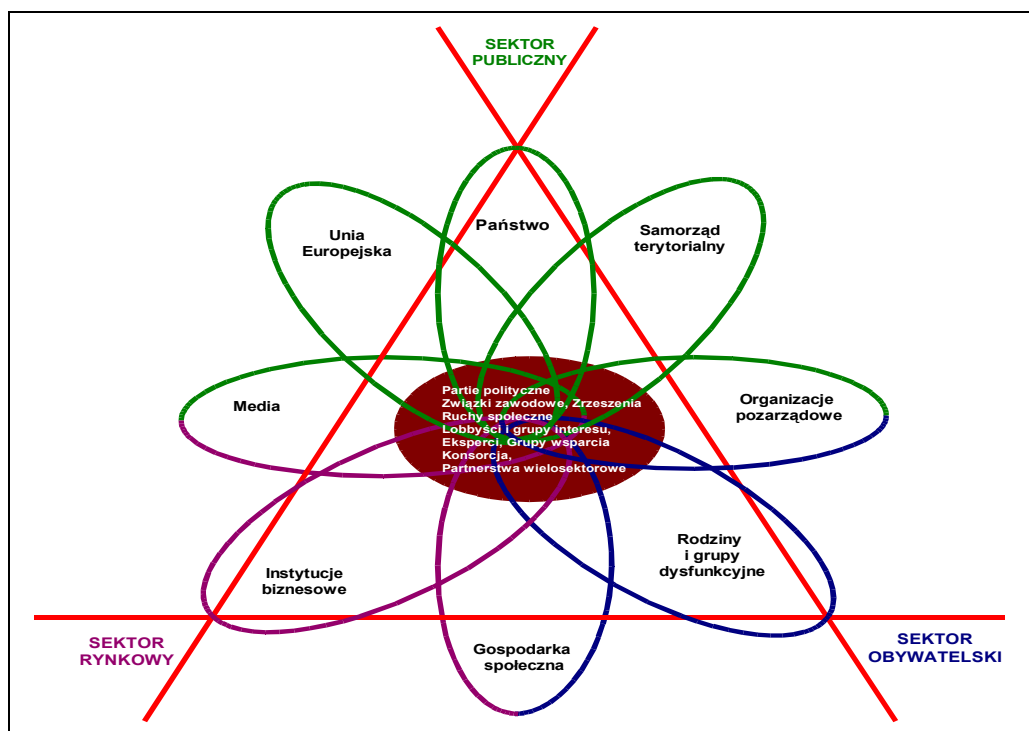 SEKTOR
PUBLICZNY
Państwo
Unia
Europejska
Samorząd
terytorialny
Media
Partie polityczne
Związki zawodowe, Zrzeszenia
Ruchy społeczne
Lobbyści i grupy interesu,
Eksperci, Grupy wsparcia
Konsorcja,
Partnerstwa wielosektorowe
Organizacje
pozarządowe
Instytucje
biznesowe
Rodziny
i grupy
dysfunkcyjne
SEKTOR
RYNKOWY
Gospodarka
społeczna
SEKTOR
OBYWATELSKI